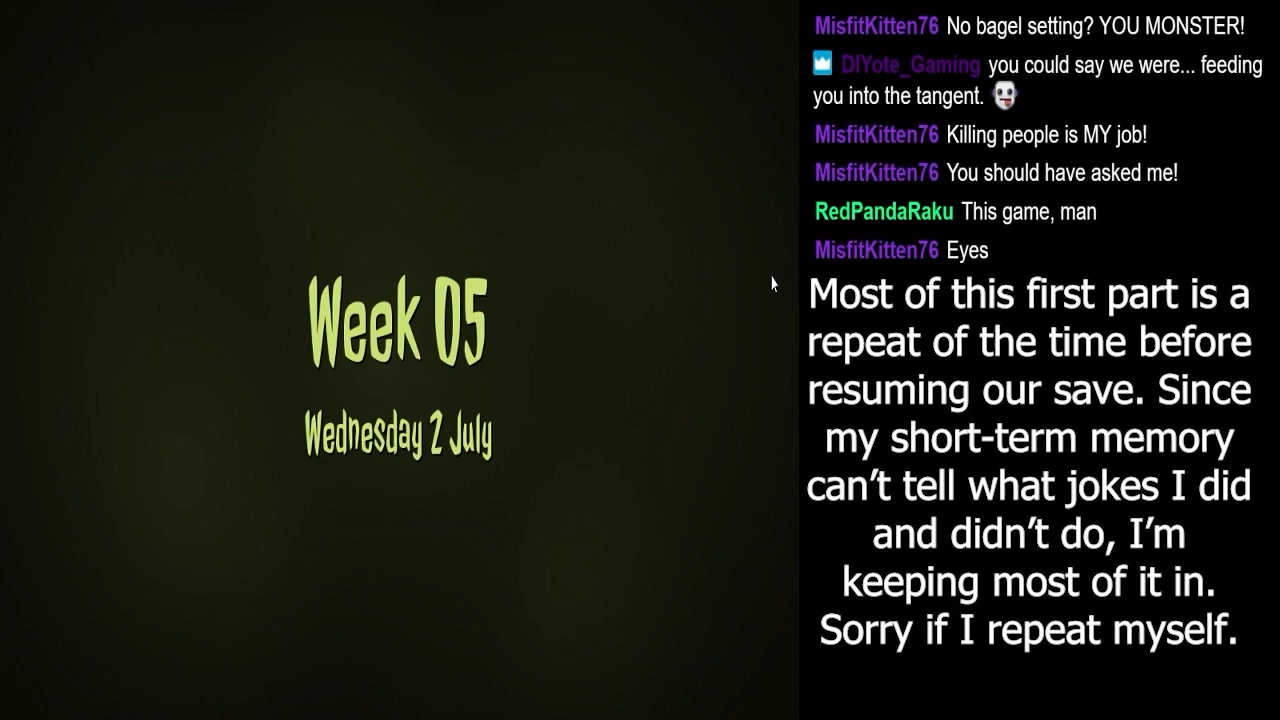 Week 05
Wednesday 2 July
MisfitKitten76 No bagel setting? YOU MONSTER!
DIYote_Gaming you could say we were... feeding
you into the tangent.
MisfitKitten76 Killing people is MY job!
MisfitKitten76 You should have asked me!
RedPandaRaku This game, man
MisfitKitten76 Eyes
Most of this first part is a
repeat of the time before
resuming our save. Since
my short-term memory
can’t tell what jokes I did
and didn’t do, I’m
keeping most of it in.
Sorry if I repeat myself.